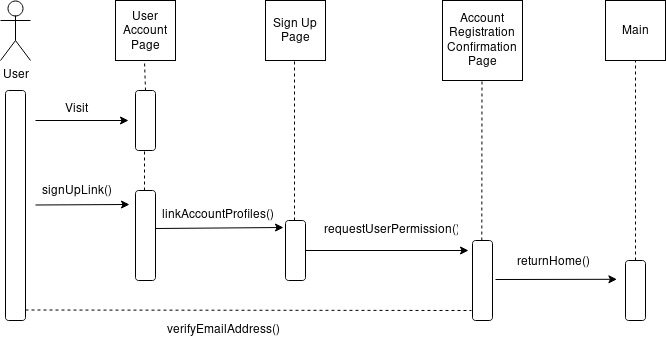 User
Account
Page
Sign Up
Page
Account
Registration
Confirmation
Page
Main
User
Visit
signUpLink()
linkAccountProfiles()
requestUserPermission()
returnHome()
verifyEmailAddress()